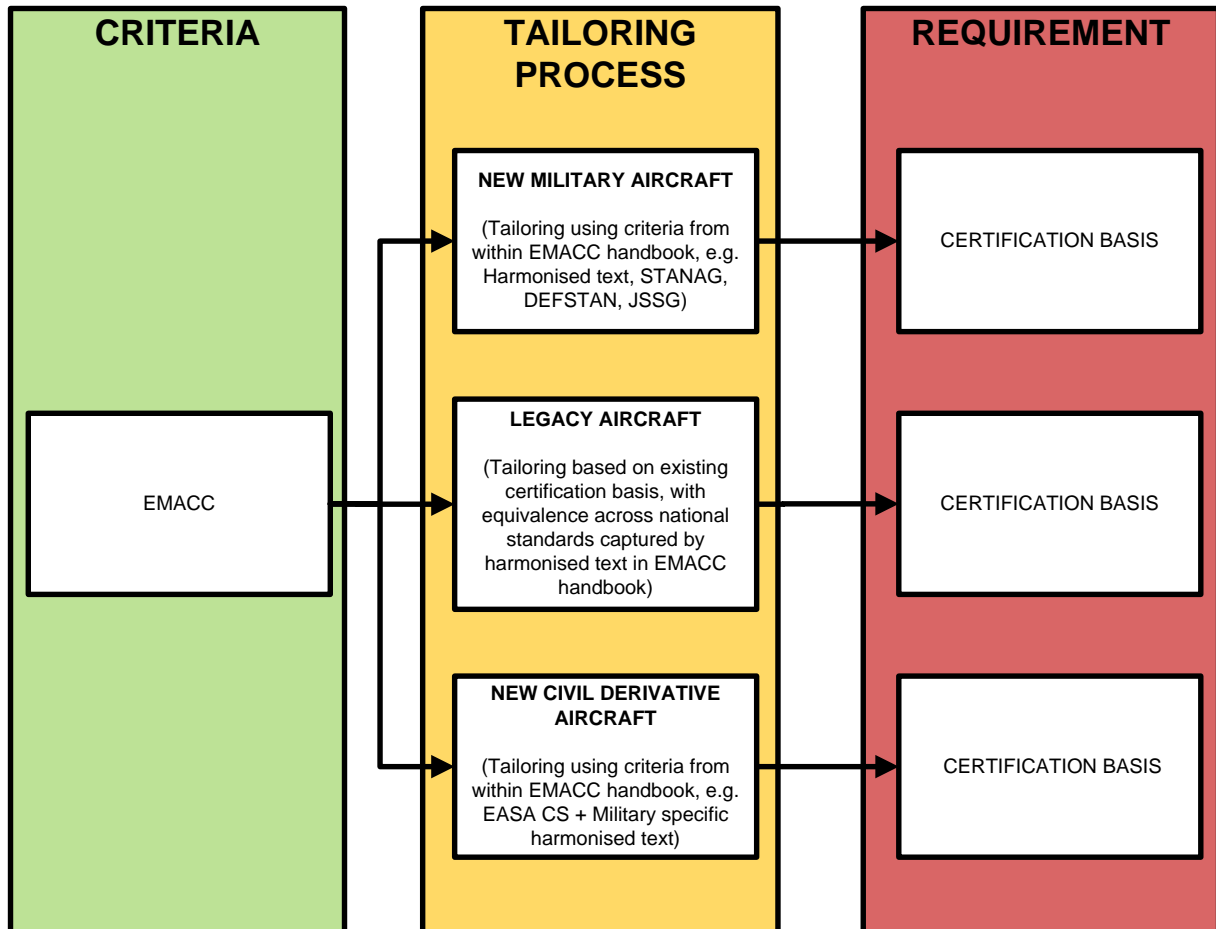 CRITERIA
TAILORING
PROCESS
REQUIREMENT
EMACC
NEW MILITARY AIRCRAFT
(Tailoring using criteria from
within EMACC handbook, e.g.
Harmonised text, STANAG,
DEFSTAN, JSSG)
CERTIFICATION BASIS
LEGACY AIRCRAFT
(Tailoring based on existing
certification basis, with
equivalence across national
standards captured by
harmonised text in EMACC
handbook)
CERTIFICATION BASIS
NEW CIVIL DERIVATIVE
AIRCRAFT
(Tailoring using criteria from
within EMACC handbook, e.g.
EASA CS + Military specific
harmonised text)
CERTIFICATION BASIS